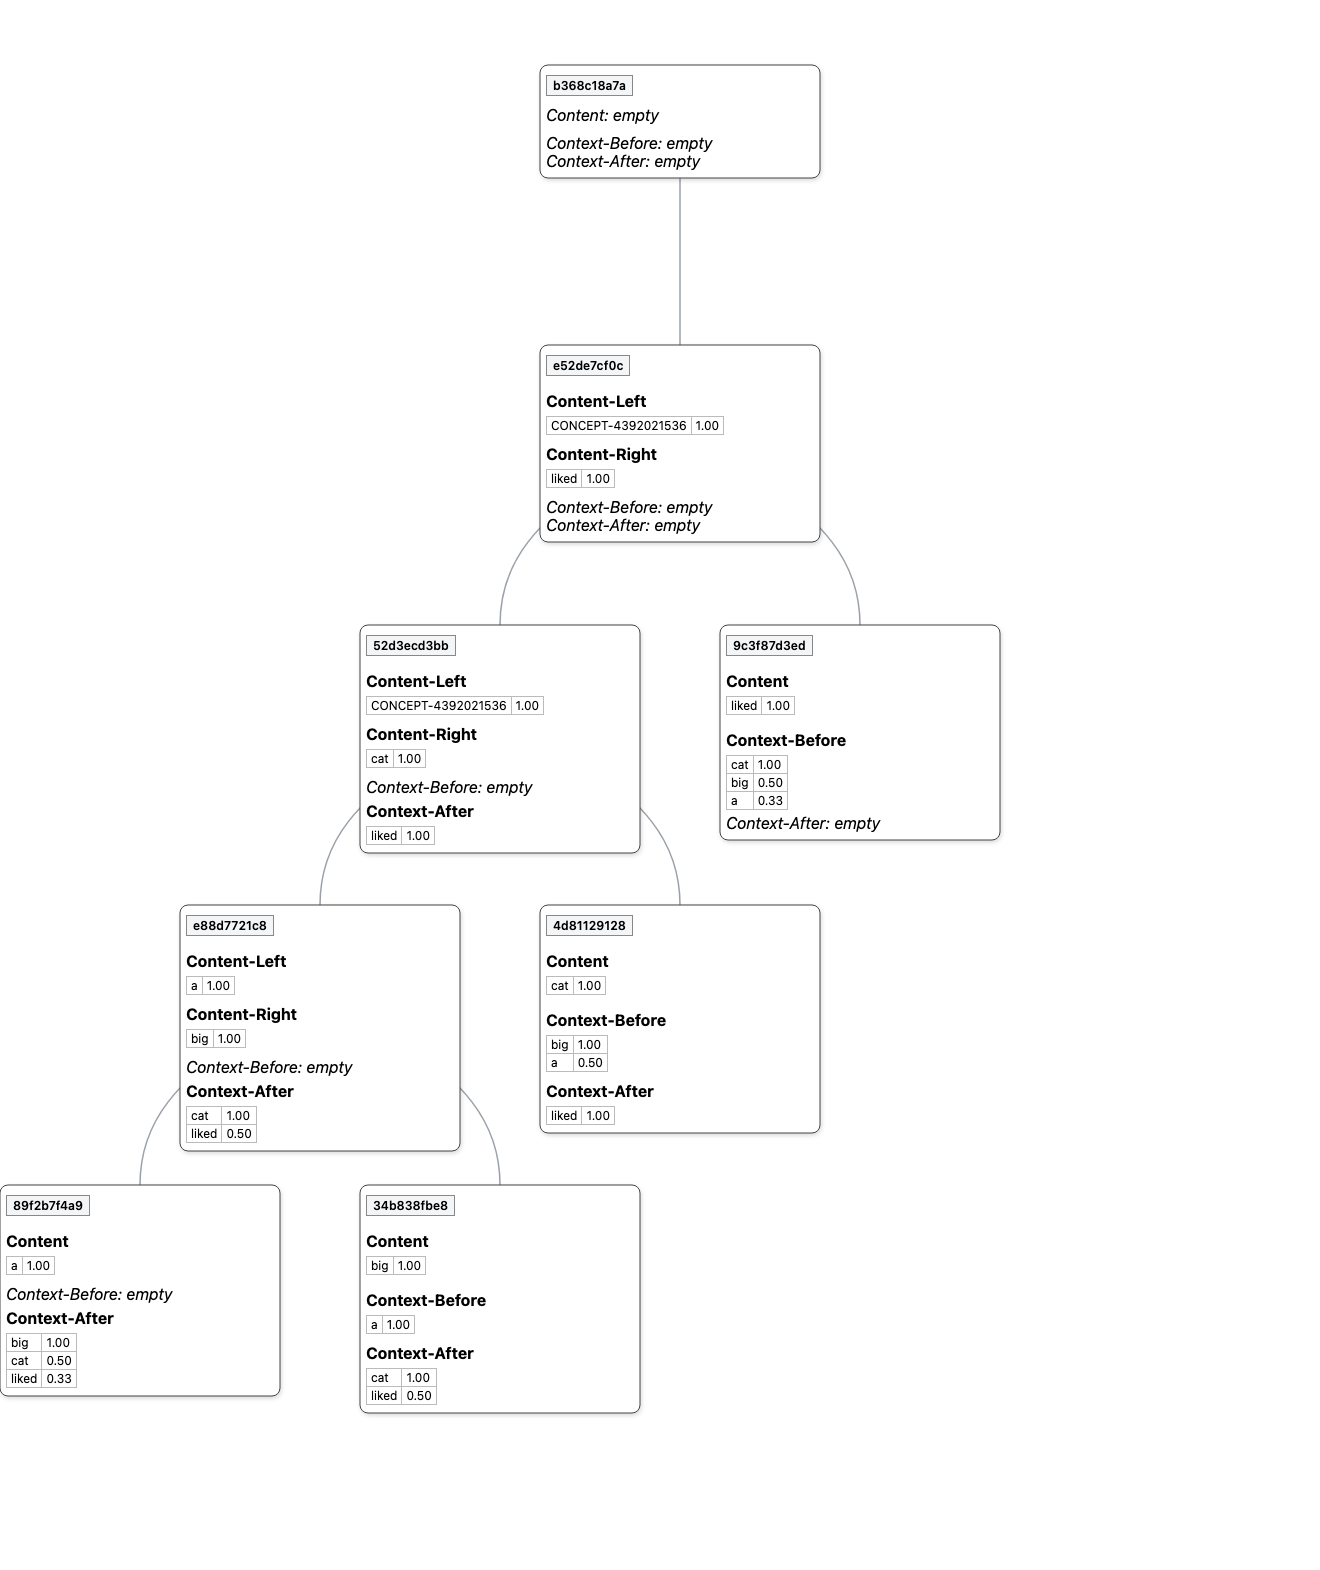 b368c18a7a
Content: empty
Context-Before: empty
Context-After: empty
e52de7cf0c
Content-Left
CONCEPT-4392021536 1.00
Content-Right
liked 1.00
Context-Before: empty
Context-After: empty
52d3ecd3bb
Content-Left
CONCEPT-4392021536 1.00
Content-Right
cat 1.00
Context-Before: empty
Context-After
liked 1.00
9c3f87d3ed
Content
liked 1.00
Context-Before
cat 1.00
big 0.50
a 0.33
Context-After: empty
e88d7721c8
Content-Left
a 1.00
Content-Right
big 1.00
Context-Before: empty
Context-After
cat 1.00
liked 0.50
4d81129128
Content
cat 1.00
Context-Before
big 1.00
a 0.50
Context-After
liked 1.00
89f2b7f4a9
Content
a 1.00
Context-Before: empty
Context-After
big 1.00
cat 0.50
liked 0.33
34b838fbe8
Content
big 1.00
Context-Before
a 1.00
Context-After
cat 1.00
liked 0.50